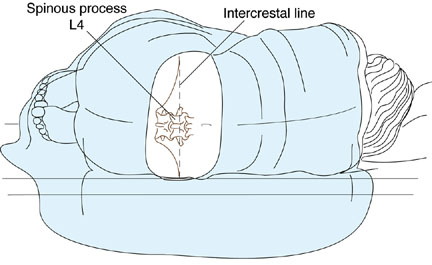 Spinous process
L4
Intercrestal line